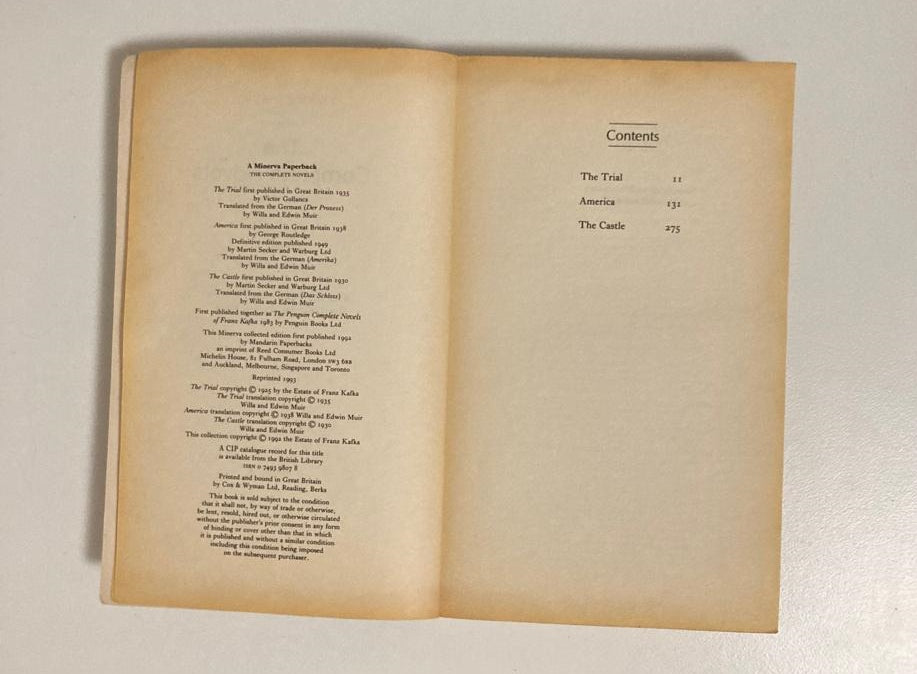 A Minerva Paperback
THE COMPLETE NOVELS
The Trial first published in Great Britain 1935
by Victor Gollancz
Translated from the German (Der Prozess)
by Willa and Edwin Muir
America first published in Great Britain 1938
by George Routledge
Definitive edition published 1949
by Martin Secker and Warburg Ltd
Translated from the German (Amerika)
by Willa and Edwin Muir
The Castle first published in Great Britain 1930
by Martin Secker and Warburg Ltd
Translated from the German (Das Schloss)
by Willa and Edwin Muir
First published together as The Penguin Complete Novels
of Franz Kafka 1983 by Penguin Books Ltd
This Minerva collected edition first published 1992
by Mandarin Paperbacks
an imprint of Reed Consumer Books Ltd
Michelin House, 81 Fulham Road, London SW3 6RB
and Auckland, Melbourne, Singapore and Toronto
Reprinted 1993
The Trial copyright © 1925 by the Estate of Franz Kafka
The Trial translation copyright © 1935
Willa and Edwin Muir
America translation copyright © 1938 Willa and Edwin Muir
The Castle translation copyright © 1930
Willa and Edwin Muir
This collection copyright © 1992 the Estate of Franz Kafka
A CIP catalogue record for this title
is available from the British Library
ISBN 0 7493 9807 8
Printed and bound in Great Britain
by Cox & Wyman Ltd, Reading, Berks
This book is sold subject to the condition
that it shall not, by way of trade or otherwise,
be lent, resold, hired out, or otherwise circulated
without the publisher's prior consent in any form
of binding or cover other than that in which
it is published and without a similar condition
including this condition being imposed
on the subsequent purchaser.
Contents
The Trial 11
America 131
The Castle 275